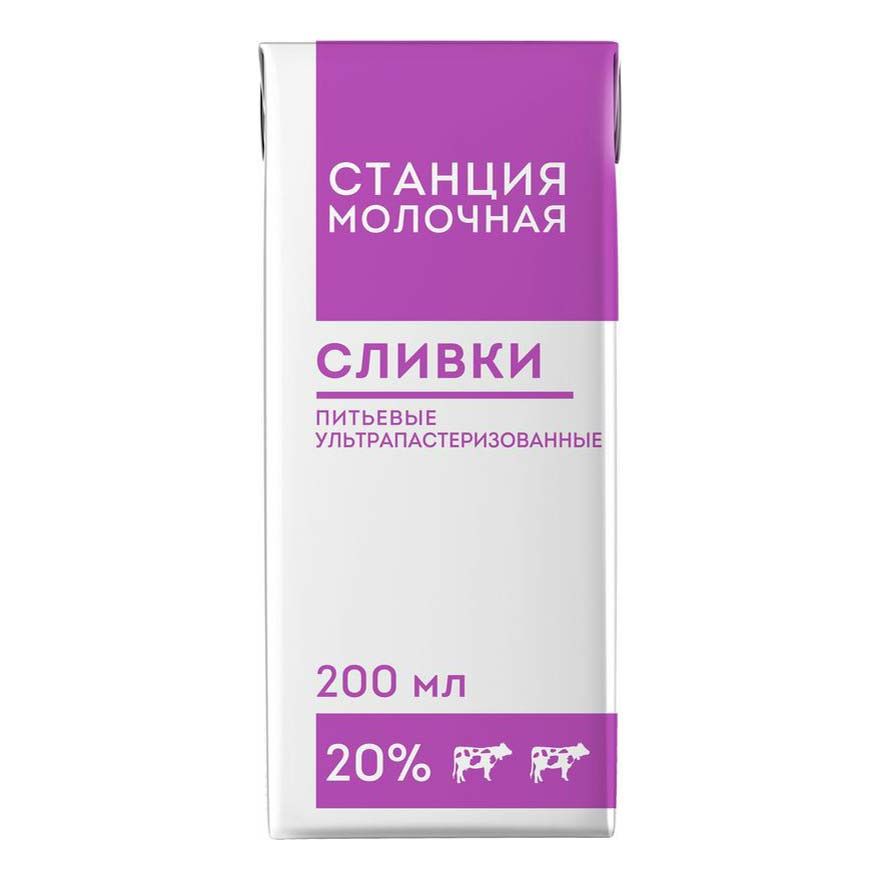 СТАНЦИЯ
МОЛОЧНАЯ
СЛИВКИ
ПИТЬЕВЫЕ
УЛЬТРАПАСТЕРИЗОВАННЫЕ
200 мл
20%